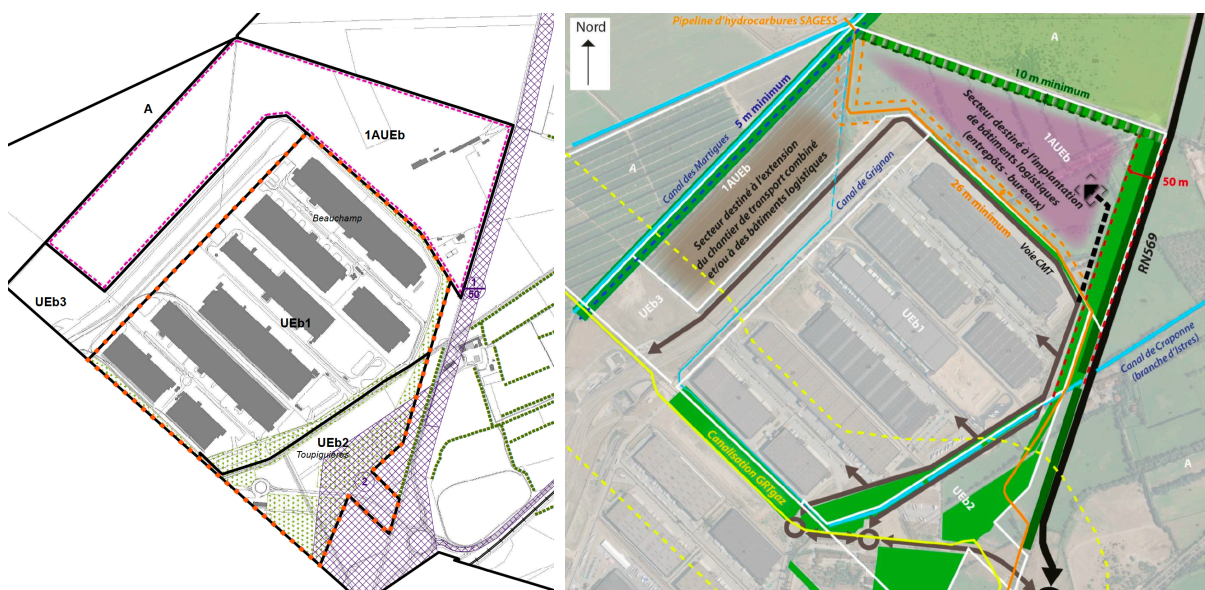 A
1AUEb
Beauchamp
UEb3
UEb1
1
50
UEb2
Toupiguières
2
Nord
Pipeline d'hydrocarbures SAGESS
A
10 m minimum
5 m minimum
Canal des Martigues
1AUEb
Secteur destiné à l'extension
du chantier de transport combiné
et/ou à des bâtiments logistiques
Canal de Grignan
1AUEb
Secteur destiné à l'implantation
de bâtiments logistiques
(entrepôts - bureaux)
50 m
26 m minimum
Voie CMT
RN569
A
UEb3
UEb1
Canal de Craponne
(branche d'Istres)
Canalisation GRTgaz
UEb2
A